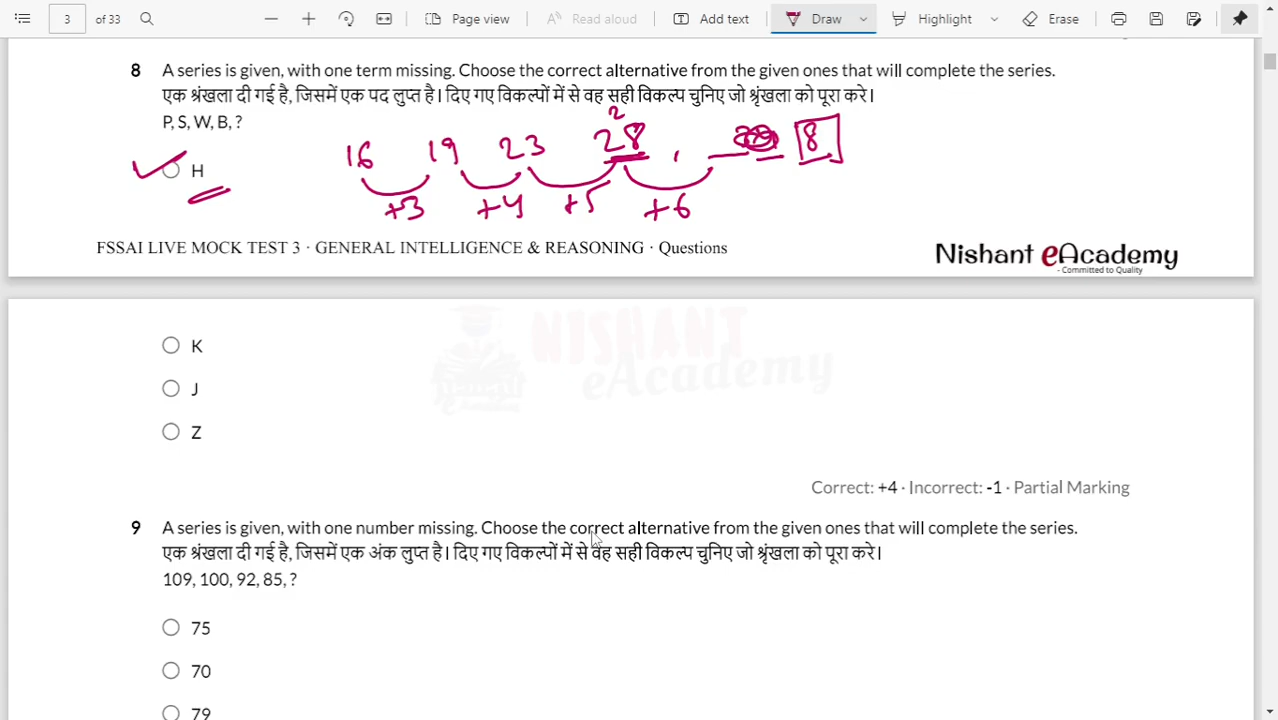 3 of 33 Page view Read aloud Add text Draw Highlight Erase
8 A series is given, with one term missing. Choose the correct alternative from the given ones that will complete the series.
एक श्रंखला दी गई है, जिसमें एक पद लुप्त है। दिए गए विकल्पों में से वह सही विकल्प चुनिए जो श्रृंखला को पूरा करे।
P, S, W, B, ?
16 19 23 28 , 8
2
H
+3 +4 +5 +6
FSSAI LIVE MOCK TEST 3 · GENERAL INTELLIGENCE & REASONING · Questions
Nishant eAcademy
- Committed to Quality
NISHANT
eAcademy
K
J
Z
Correct: +4 · Incorrect: -1 · Partial Marking
9 A series is given, with one number missing. Choose the correct alternative from the given ones that will complete the series.
एक श्रंखला दी गई है, जिसमें एक अंक लुप्त है। दिए गए विकल्पों में से वह सही विकल्प चुनिए जो श्रृंखला को पूरा करे।
109, 100, 92, 85, ?
75
70
79